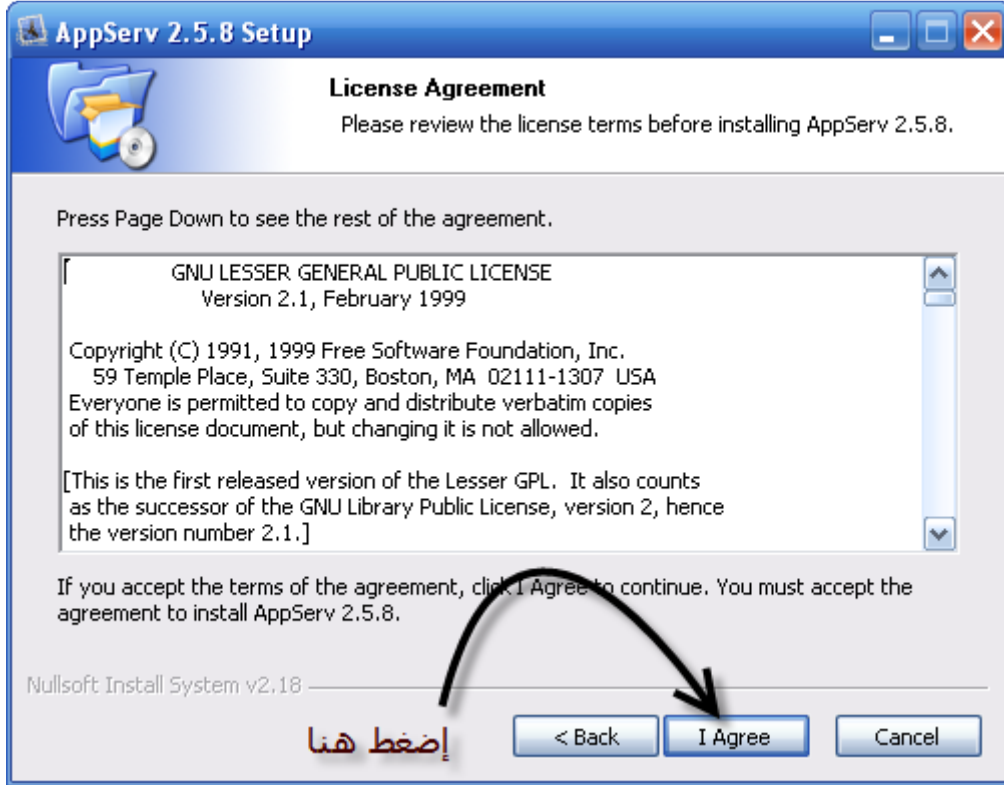 AppServ 2.5.8 Setup
License Agreement
Please review the license terms before installing AppServ 2.5.8.
Press Page Down to see the rest of the agreement.
GNU LESSER GENERAL PUBLIC LICENSE
Version 2.1, February 1999
Copyright (C) 1991, 1999 Free Software Foundation, Inc.
59 Temple Place, Suite 330, Boston, MA 02111-1307 USA
Everyone is permitted to copy and distribute verbatim copies
of this license document, but changing it is not allowed.
[This is the first released version of the Lesser GPL. It also counts
as the successor of the GNU Library Public License, version 2, hence
the version number 2.1.]
If you accept the terms of the agreement, click I Agree to continue. You must accept the
agreement to install AppServ 2.5.8.
Nullsoft Install System v2.18
إضغط هنا
< Back I Agree Cancel